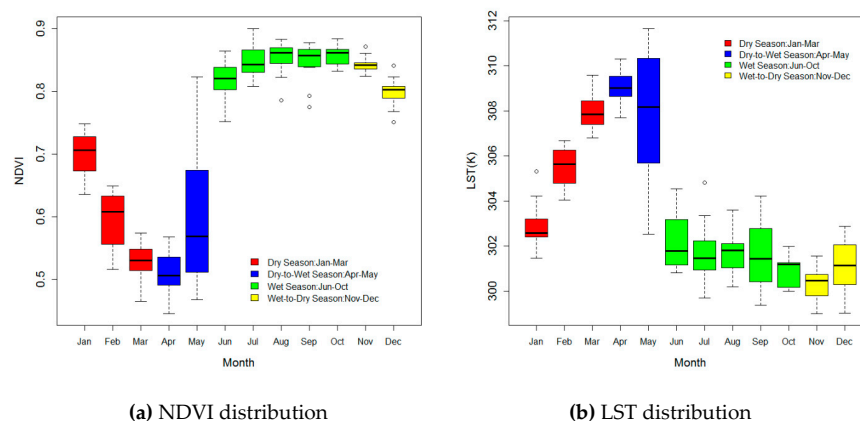 NDVI
0.9
0.8
0.7
0.6
0.5
Dry Season:Jan-Mar
Dry-to-Wet Season:Apr-May
Wet Season:Jun-Oct
Wet-to-Dry Season:Nov-Dec
Jan Feb Mar Apr May Jun Jul Aug Sep Oct Nov Dec
Month
(a) NDVI distribution
LST(K)
312
310
308
306
304
302
300
Dry Season:Jan-Mar
Dry-to-Wet Season:Apr-May
Wet Season:Jun-Oct
Wet-to-Dry Season:Nov-Dec
Jan Feb Mar Apr May Jun Jul Aug Sep Oct Nov Dec
Month
(b) LST distribution